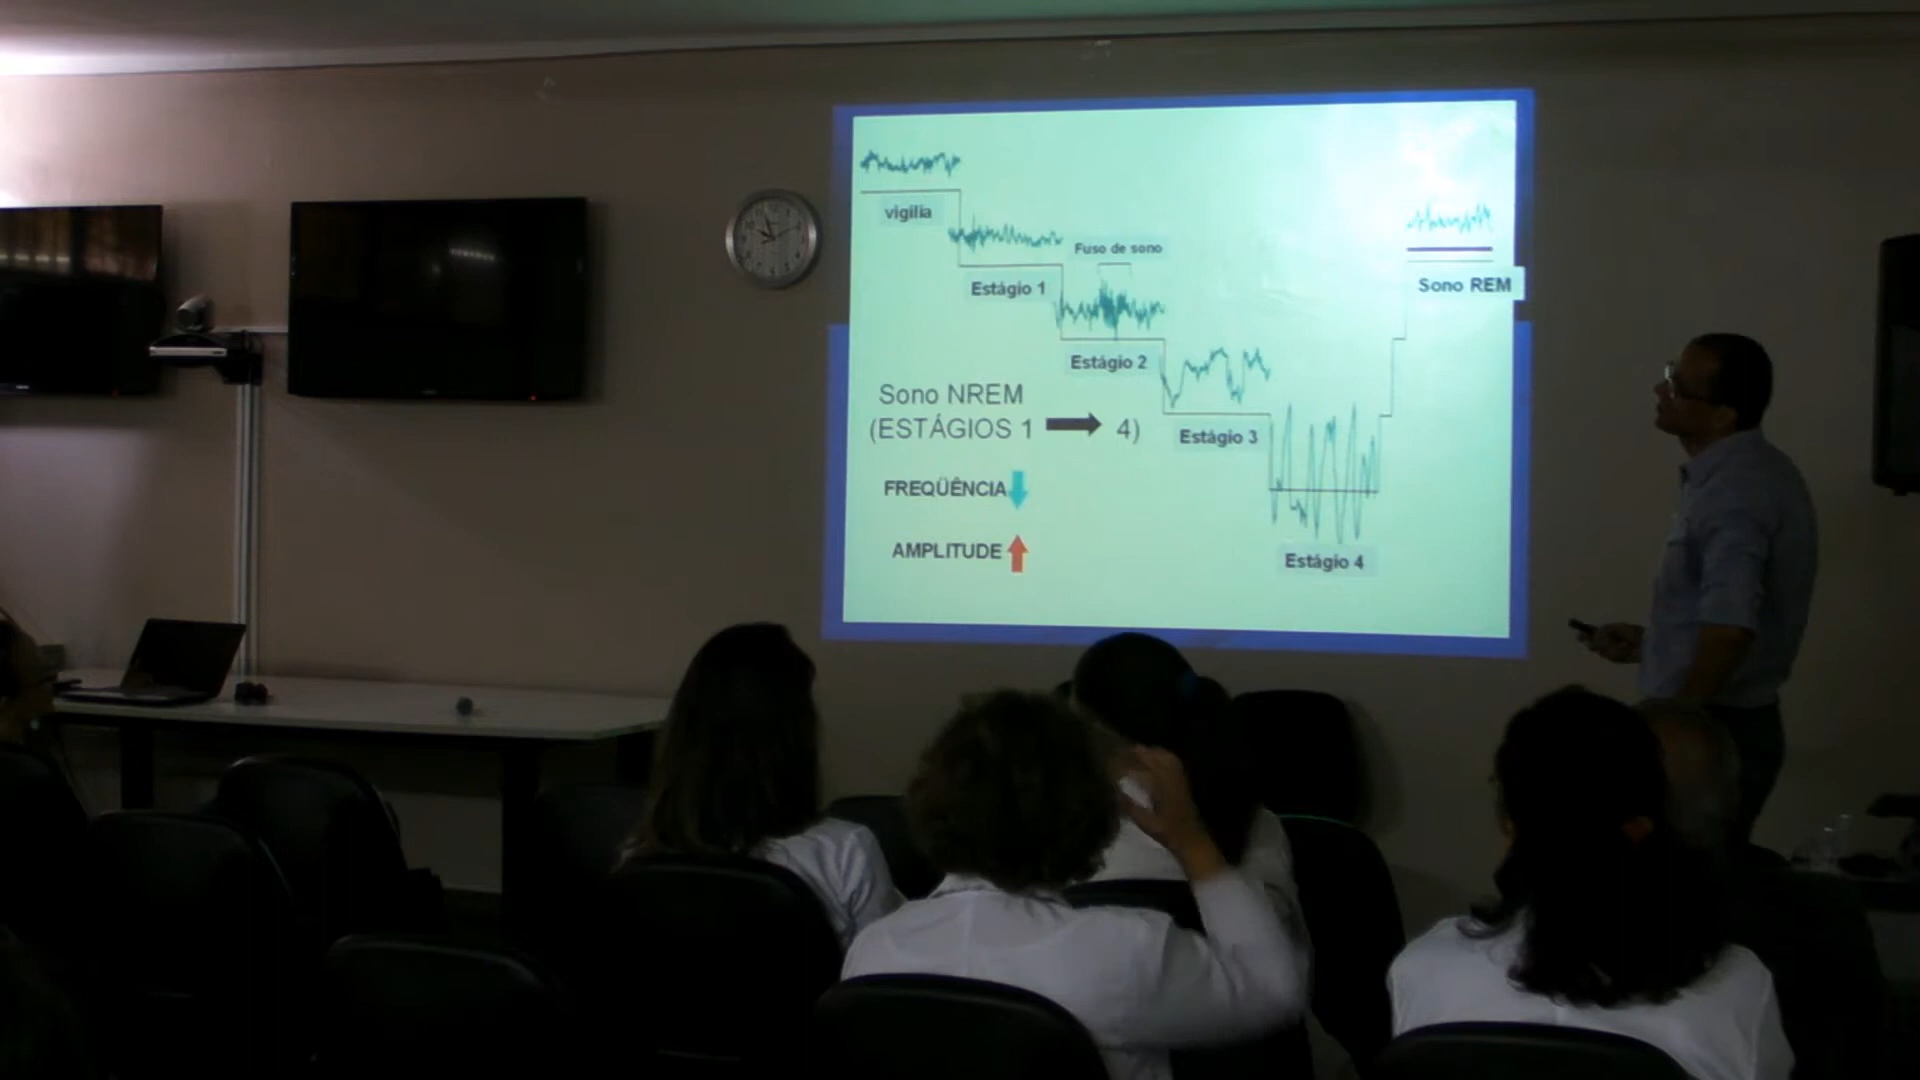 vigília
Fuso de sono
Estágio 1
Sono REM
Estágio 2
Sono NREM
(ESTÁGIOS 1 4)
Estágio 3
FREQÜÊNCIA
AMPLITUDE
Estágio 4